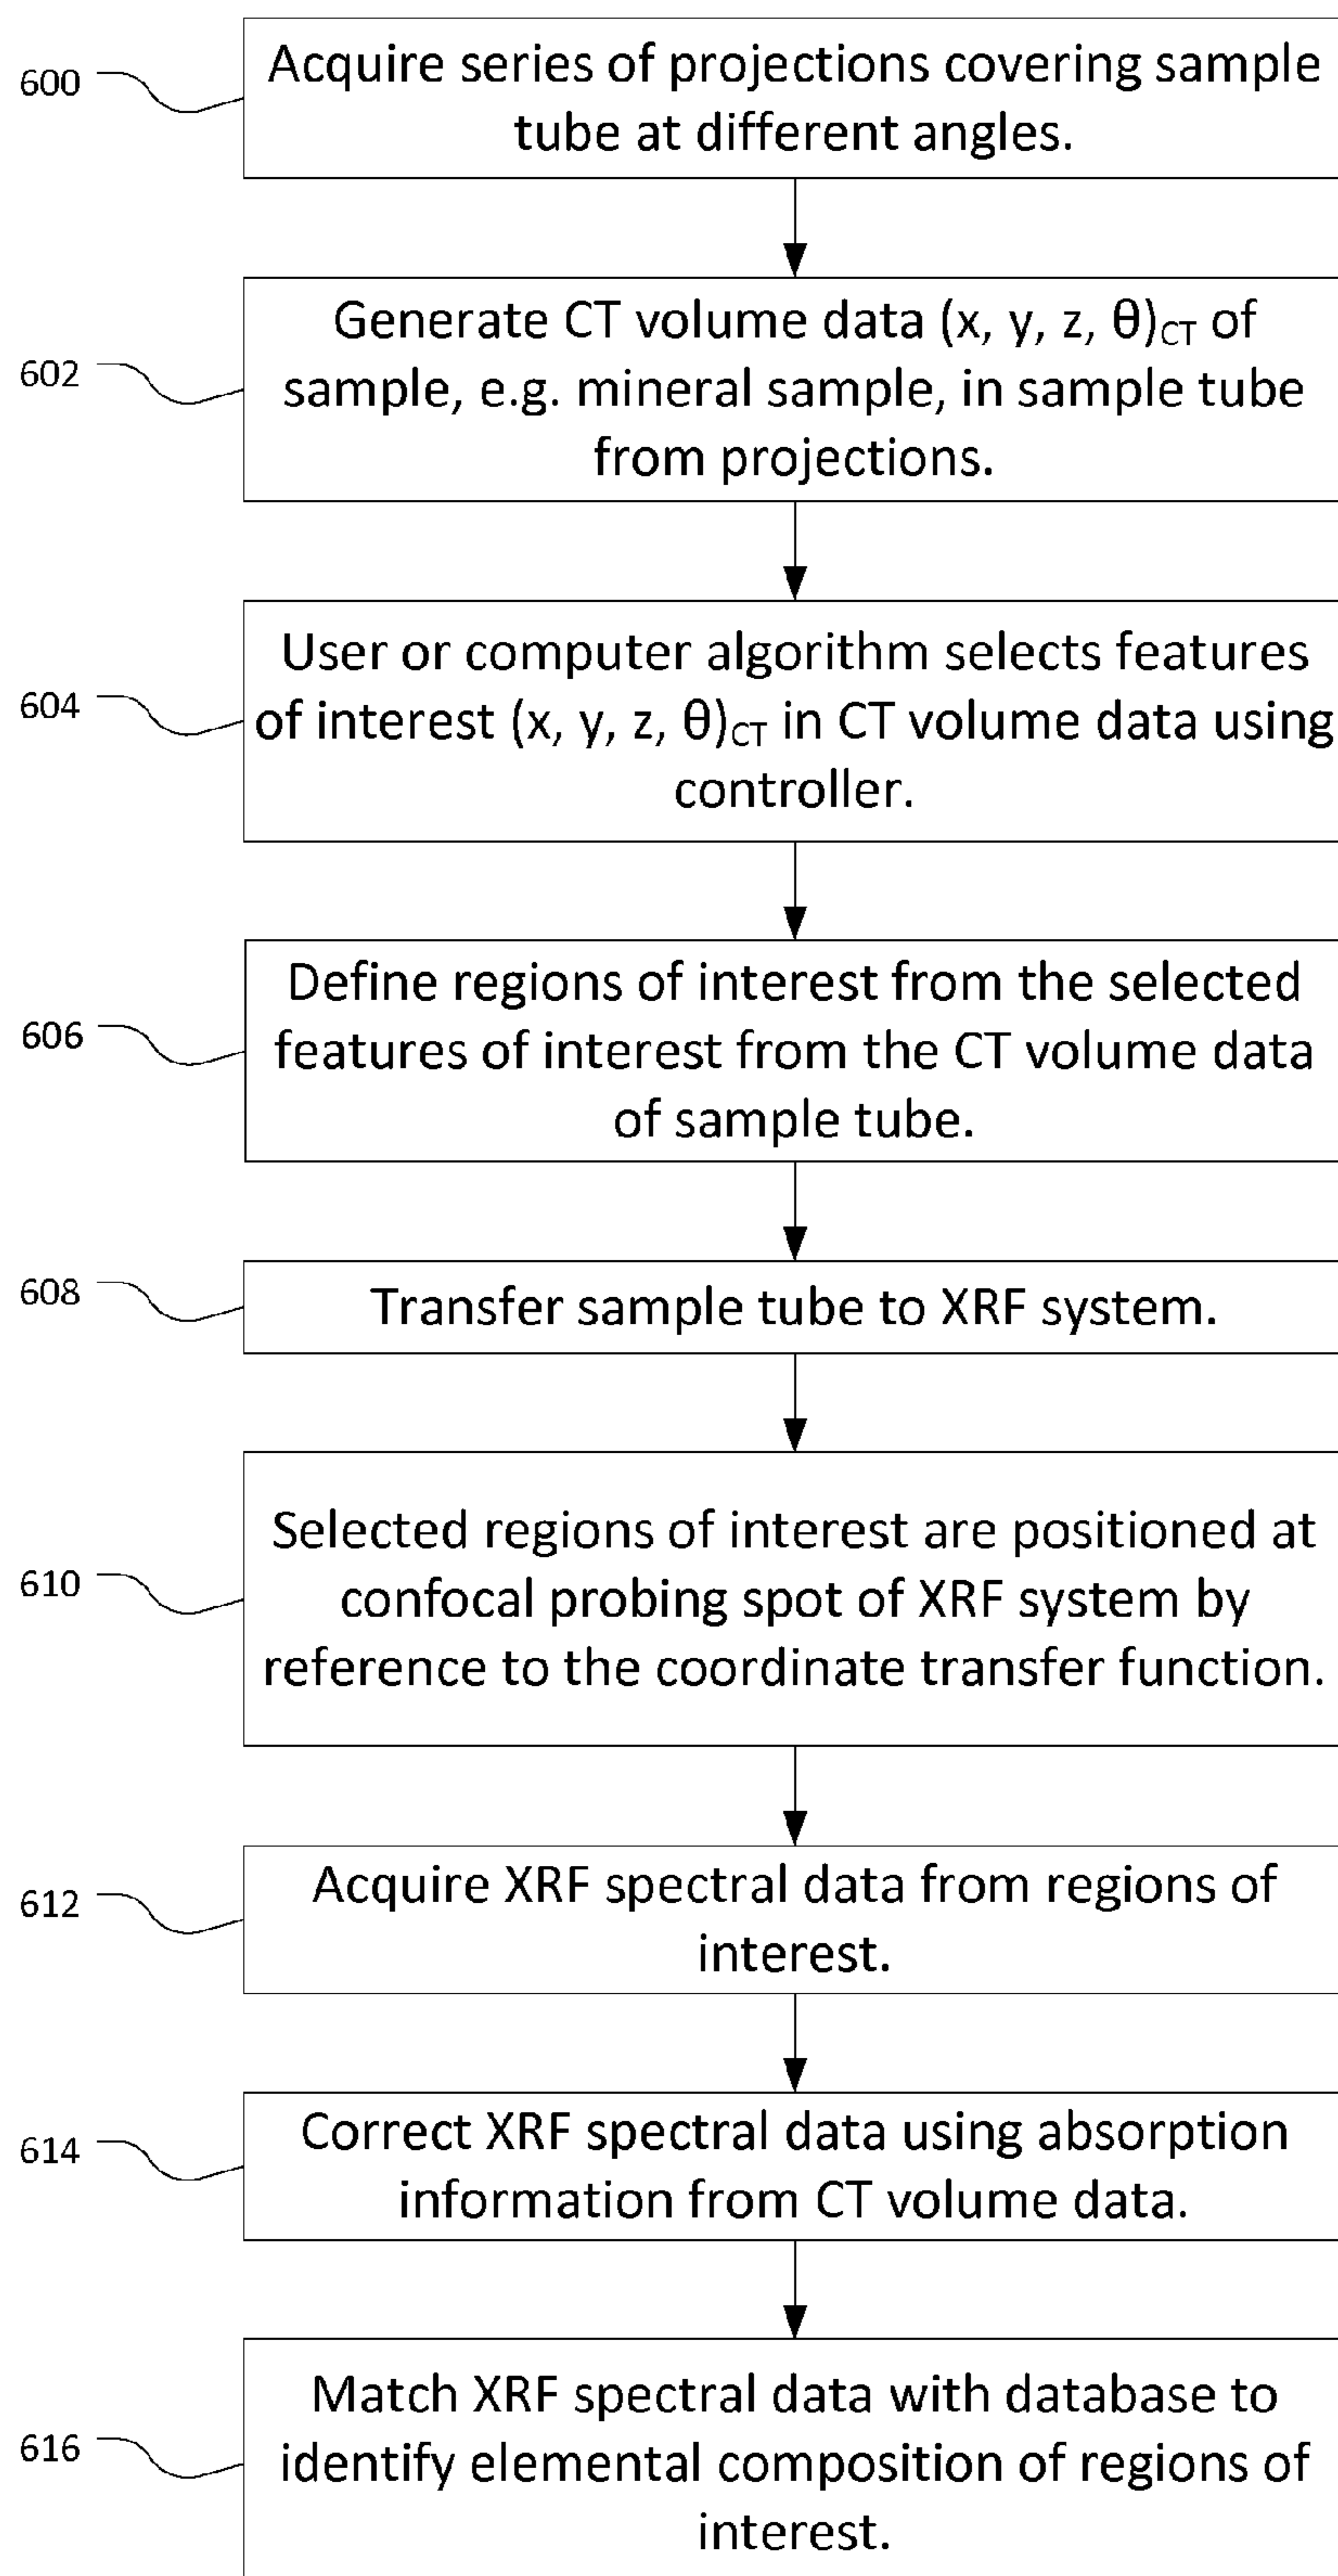 600
Acquire series of projections covering sample
tube at different angles.
602
Generate CT volume data (x, y, z, θ)CT of
sample, e.g. mineral sample, in sample tube
from projections.
604
User or computer algorithm selects features
of interest (x, y, z, θ)CT in CT volume data using
controller.
606
Define regions of interest from the selected
features of interest from the CT volume data
of sample tube.
608
Transfer sample tube to XRF system.
610
Selected regions of interest are positioned at
confocal probing spot of XRF system by
reference to the coordinate transfer function.
612
Acquire XRF spectral data from regions of
interest.
614
Correct XRF spectral data using absorption
information from CT volume data.
616
Match XRF spectral data with database to
identify elemental composition of regions of
interest.